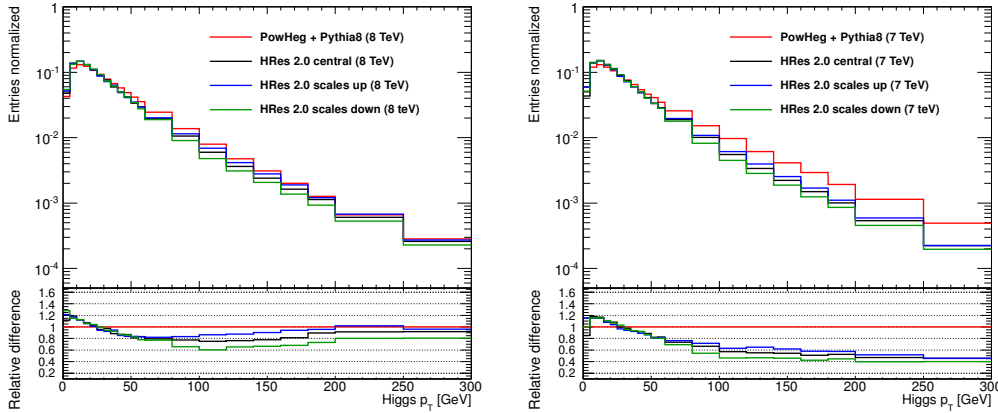 Entries normalized
1
10^-1
10^-2
10^-3
10^-4
PowHeg + Pythia8 (8 TeV)
HRes 2.0 central (8 TeV)
HRes 2.0 scales up (8 TeV)
HRes 2.0 scales down (8 teV)
Relative difference
1.6
1.4
1.2
1
0.8
0.6
0.4
0.2
0 50 100 150 200 250 300
Higgs p_T [GeV]
Entries normalized
1
10^-1
10^-2
10^-3
10^-4
PowHeg + Pythia8 (7 TeV)
HRes 2.0 central (7 TeV)
HRes 2.0 scales up (7 TeV)
HRes 2.0 scales down (7 teV)
Relative difference
1.6
1.4
1.2
1
0.8
0.6
0.4
0.2
0 50 100 150 200 250 300
Higgs p_T [GeV]